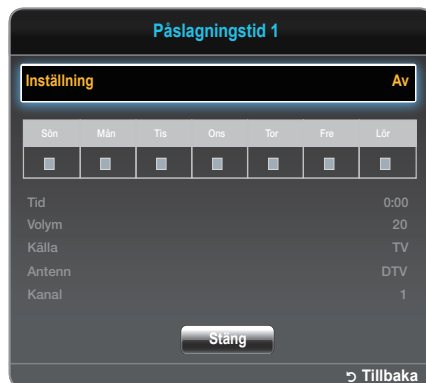 Påslagningstid 1
Inställning Av
Sön Mån Tis Ons Tor Fre Lör
Tid 0:00
Volym 20
Källa TV
Antenn DTV
Kanal 1
Stäng
Tillbaka